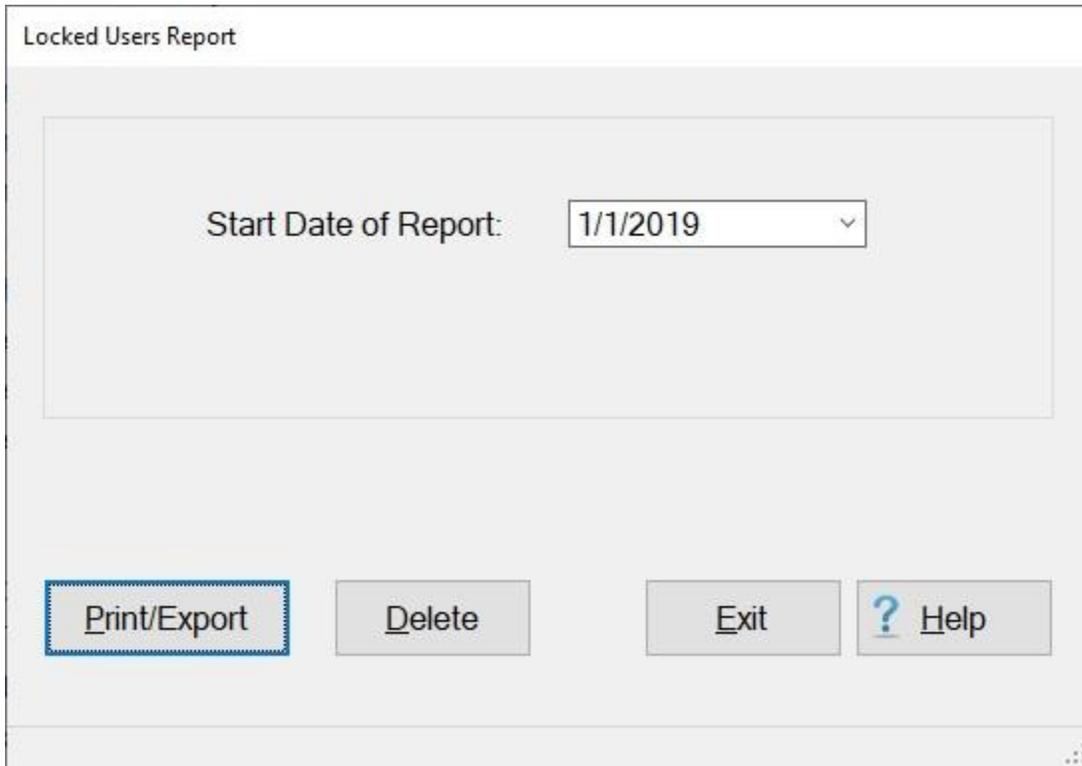 Locked Users Report
Start Date of Report: 1/1/2019
Print/Export Delete Exit ? Help